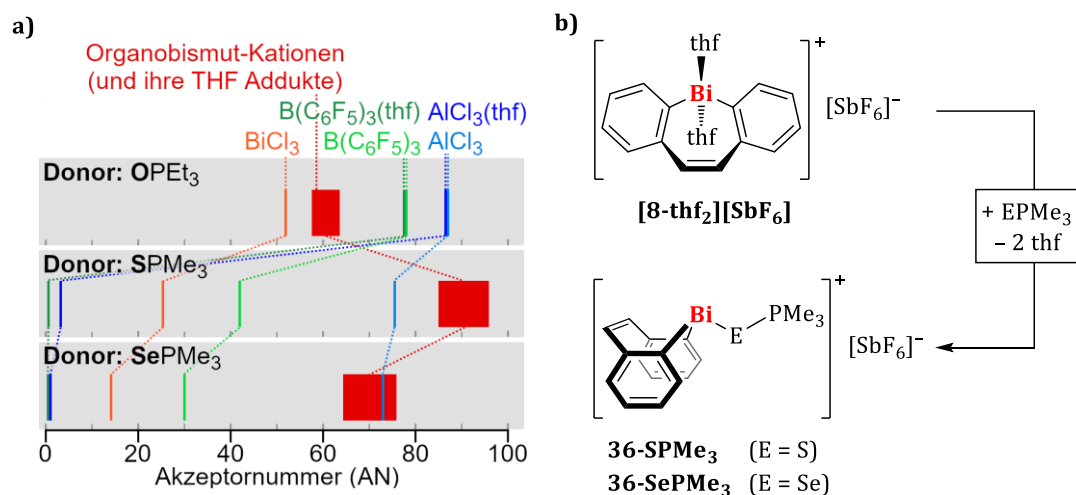 a)
Organobismut-Kationen
(und ihre THF Addukte)
B(C₆F₅)₃(thf) AlCl₃(thf)
BiCl₃ B(C₆F₅)₃ AlCl₃
Donor: OPEt₃
Donor: SPMe₃
Donor: SePMe₃
0 20 40 60 80 100
Akzeptornummer (AN)
b)
thf
+
Bi
[SbF₆]⁻
thf
[8-thf₂][SbF₆]
+ EPMe₃
– 2 thf
+
Bi
PMe₃
E
[SbF₆]⁻
36-SPMe₃ (E = S)
36-SePMe₃ (E = Se)